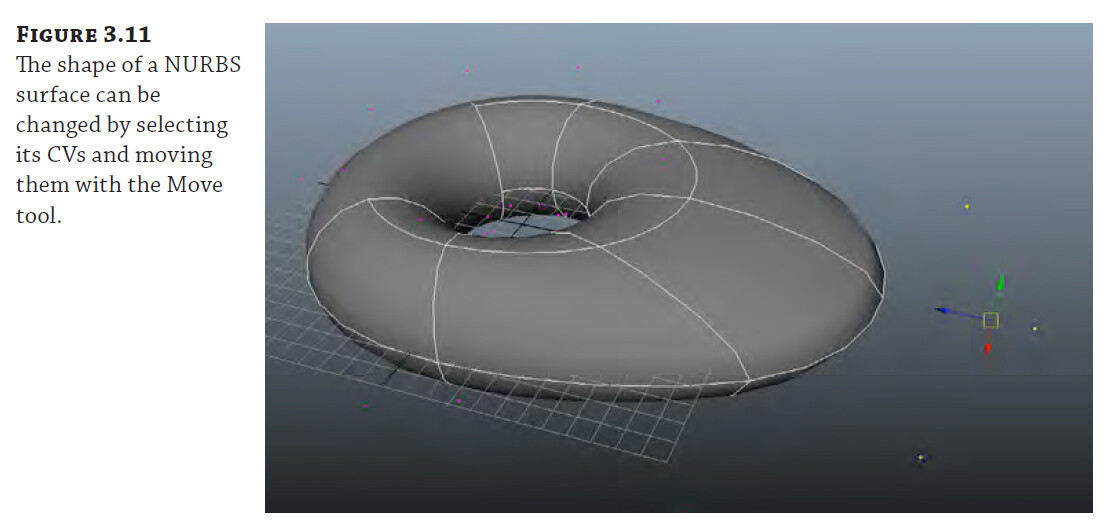 FIGURE 3.11
The shape of a NURBS
surface can be
changed by selecting
its CVs and moving
them with the Move
tool.